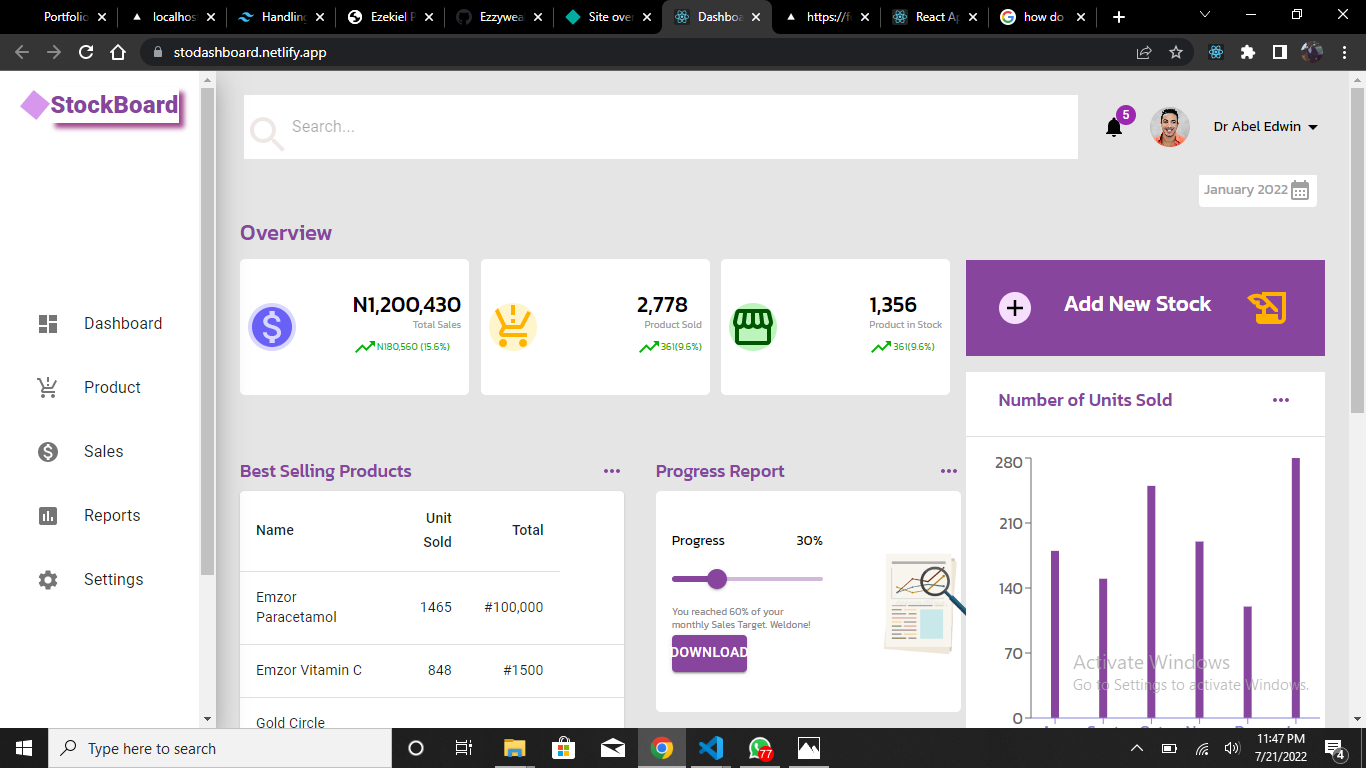 Portfolio
localhos
Handling
Ezekiel P
Ezzywea
Site over
Dashboa
https://f
React Ap
how do
stodashboard.netlify.app
StockBoard
Search...
5
Dr Abel Edwin
January 2022
Overview
N1,200,430
Total Sales
N180,560 (15.6%)
2,778
Product Sold
361(9.6%)
1,356
Product in Stock
361(9.6%)
Add New Stock
Dashboard
Product
Sales
Reports
Settings
Best Selling Products
Name
Unit
Sold
Total
Emzor
Paracetamol
1465
#100,000
Emzor Vitamin C
848
#1500
Gold Circle
Progress Report
Progress
30%
You reached 60% of your
monthly Sales Target. Weldone!
DOWNLOAD
Number of Units Sold
280
210
140
70
0
Activate Windows
Go to Settings to activate Windows.
Type here to search
77
11:47 PM
7/21/2022
4